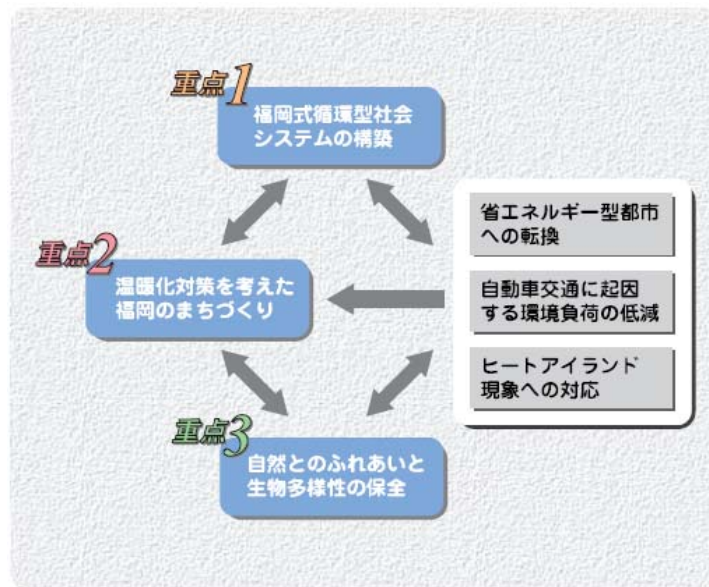 重点1
福岡式循環型社会
システムの構築
重点2
温暖化対策を考えた
福岡のまちづくり
重点3
自然とのふれあいと
生物多様性の保全
省エネルギー型都市
への転換
自動車交通に起因
する環境負荷の低減
ヒートアイランド
現象への対応